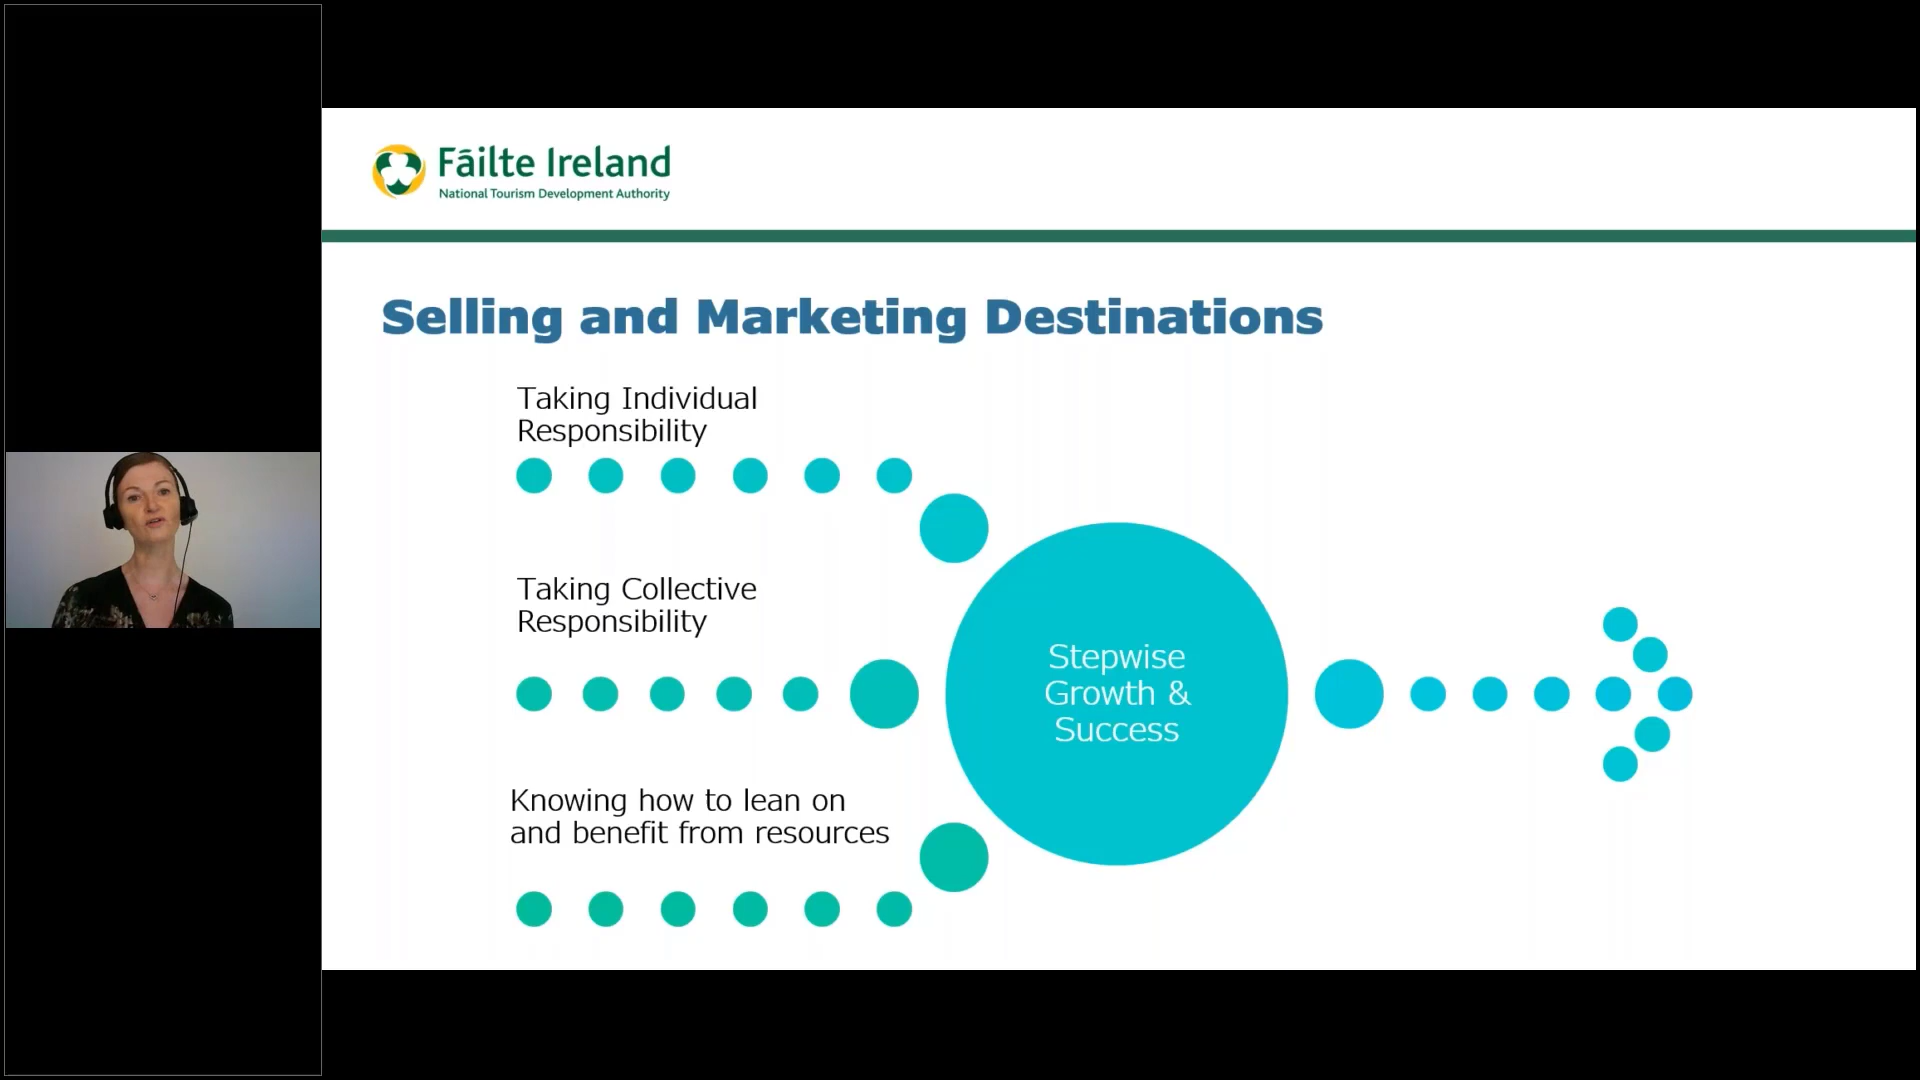 Fáilte Ireland
National Tourism Development Authority
Selling and Marketing Destinations
Taking Individual
Responsibility
Taking Collective
Responsibility
Knowing how to lean on
and benefit from resources
Stepwise
Growth &
Success